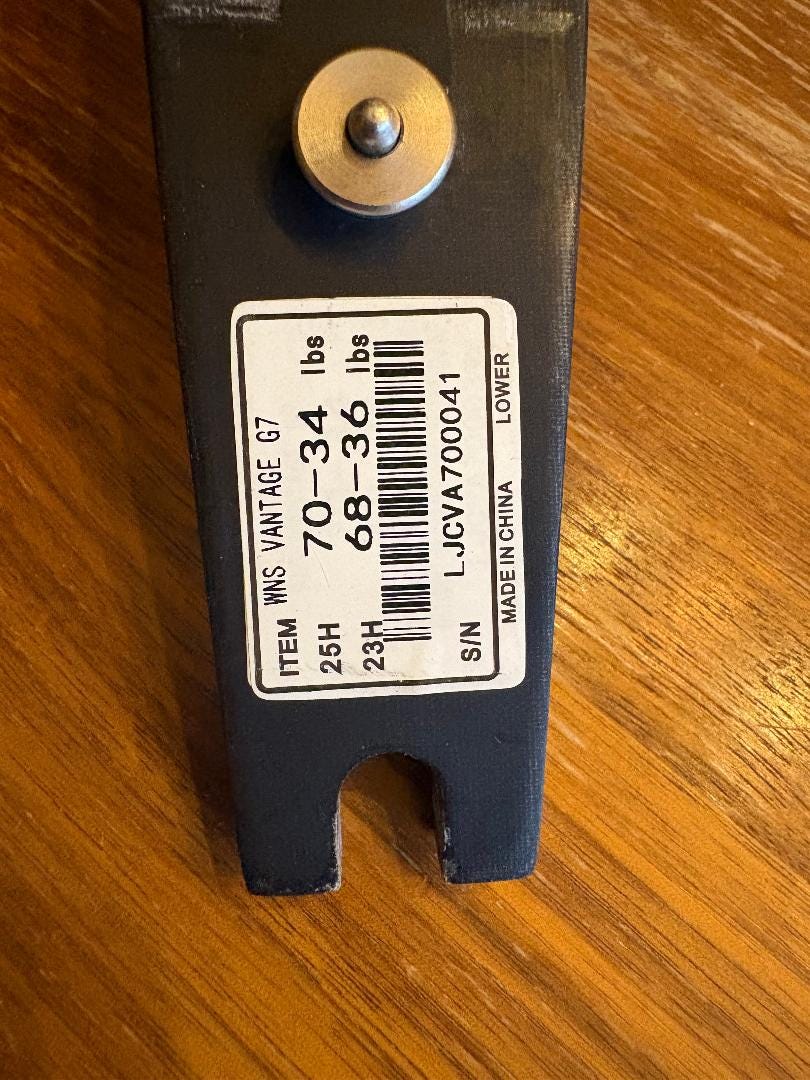 ITEM WNS VANTAGE G7
25H 70-34 lbs
23H 68-36 lbs
S/N LJCVA700041
MADE IN CHINA LOWER